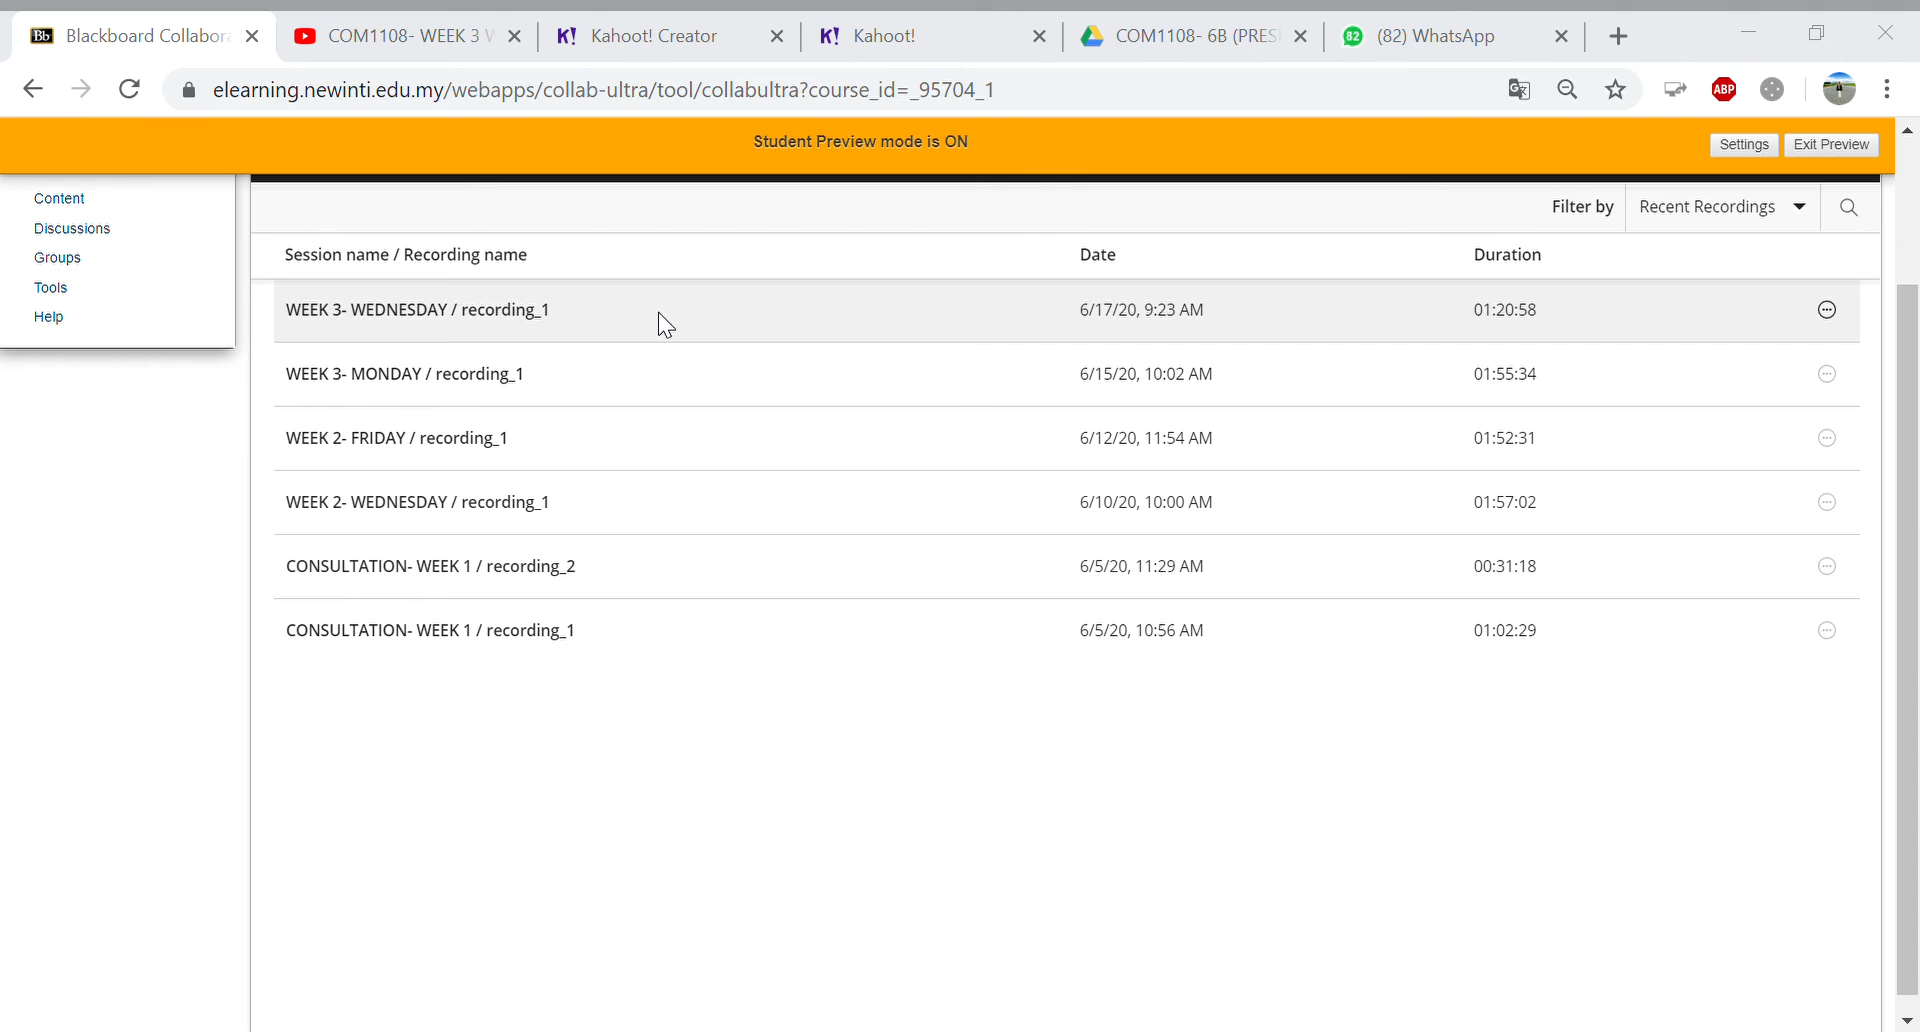 Bb Blackboard Collabora COM1108- WEEK 3 W K! Kahoot! Creator K! Kahoot! COM1108- 6B (PRES 82 (82) WhatsApp
elearning.newinti.edu.my/webapps/collab-ultra/tool/collabultra?course_id=_95704_1 ABP
Student Preview mode is ON Settings Exit Preview
Content
Discussions
Groups
Tools
Help
Filter by Recent Recordings
Session name / Recording name Date Duration
WEEK 3- WEDNESDAY / recording_1 6/17/20, 9:23 AM 01:20:58
WEEK 3- MONDAY / recording_1 6/15/20, 10:02 AM 01:55:34
WEEK 2- FRIDAY / recording_1 6/12/20, 11:54 AM 01:52:31
WEEK 2- WEDNESDAY / recording_1 6/10/20, 10:00 AM 01:57:02
CONSULTATION- WEEK 1 / recording_2 6/5/20, 11:29 AM 00:31:18
CONSULTATION- WEEK 1 / recording_1 6/5/20, 10:56 AM 01:02:29